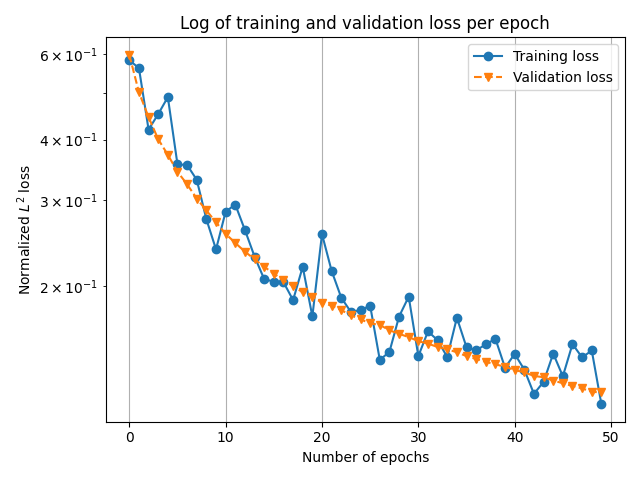 Log of training and validation loss per epoch
Training loss
Validation loss
6 × 10⁻¹
4 × 10⁻¹
3 × 10⁻¹
2 × 10⁻¹
Normalized L² loss
0 10 20 30 40 50
Number of epochs